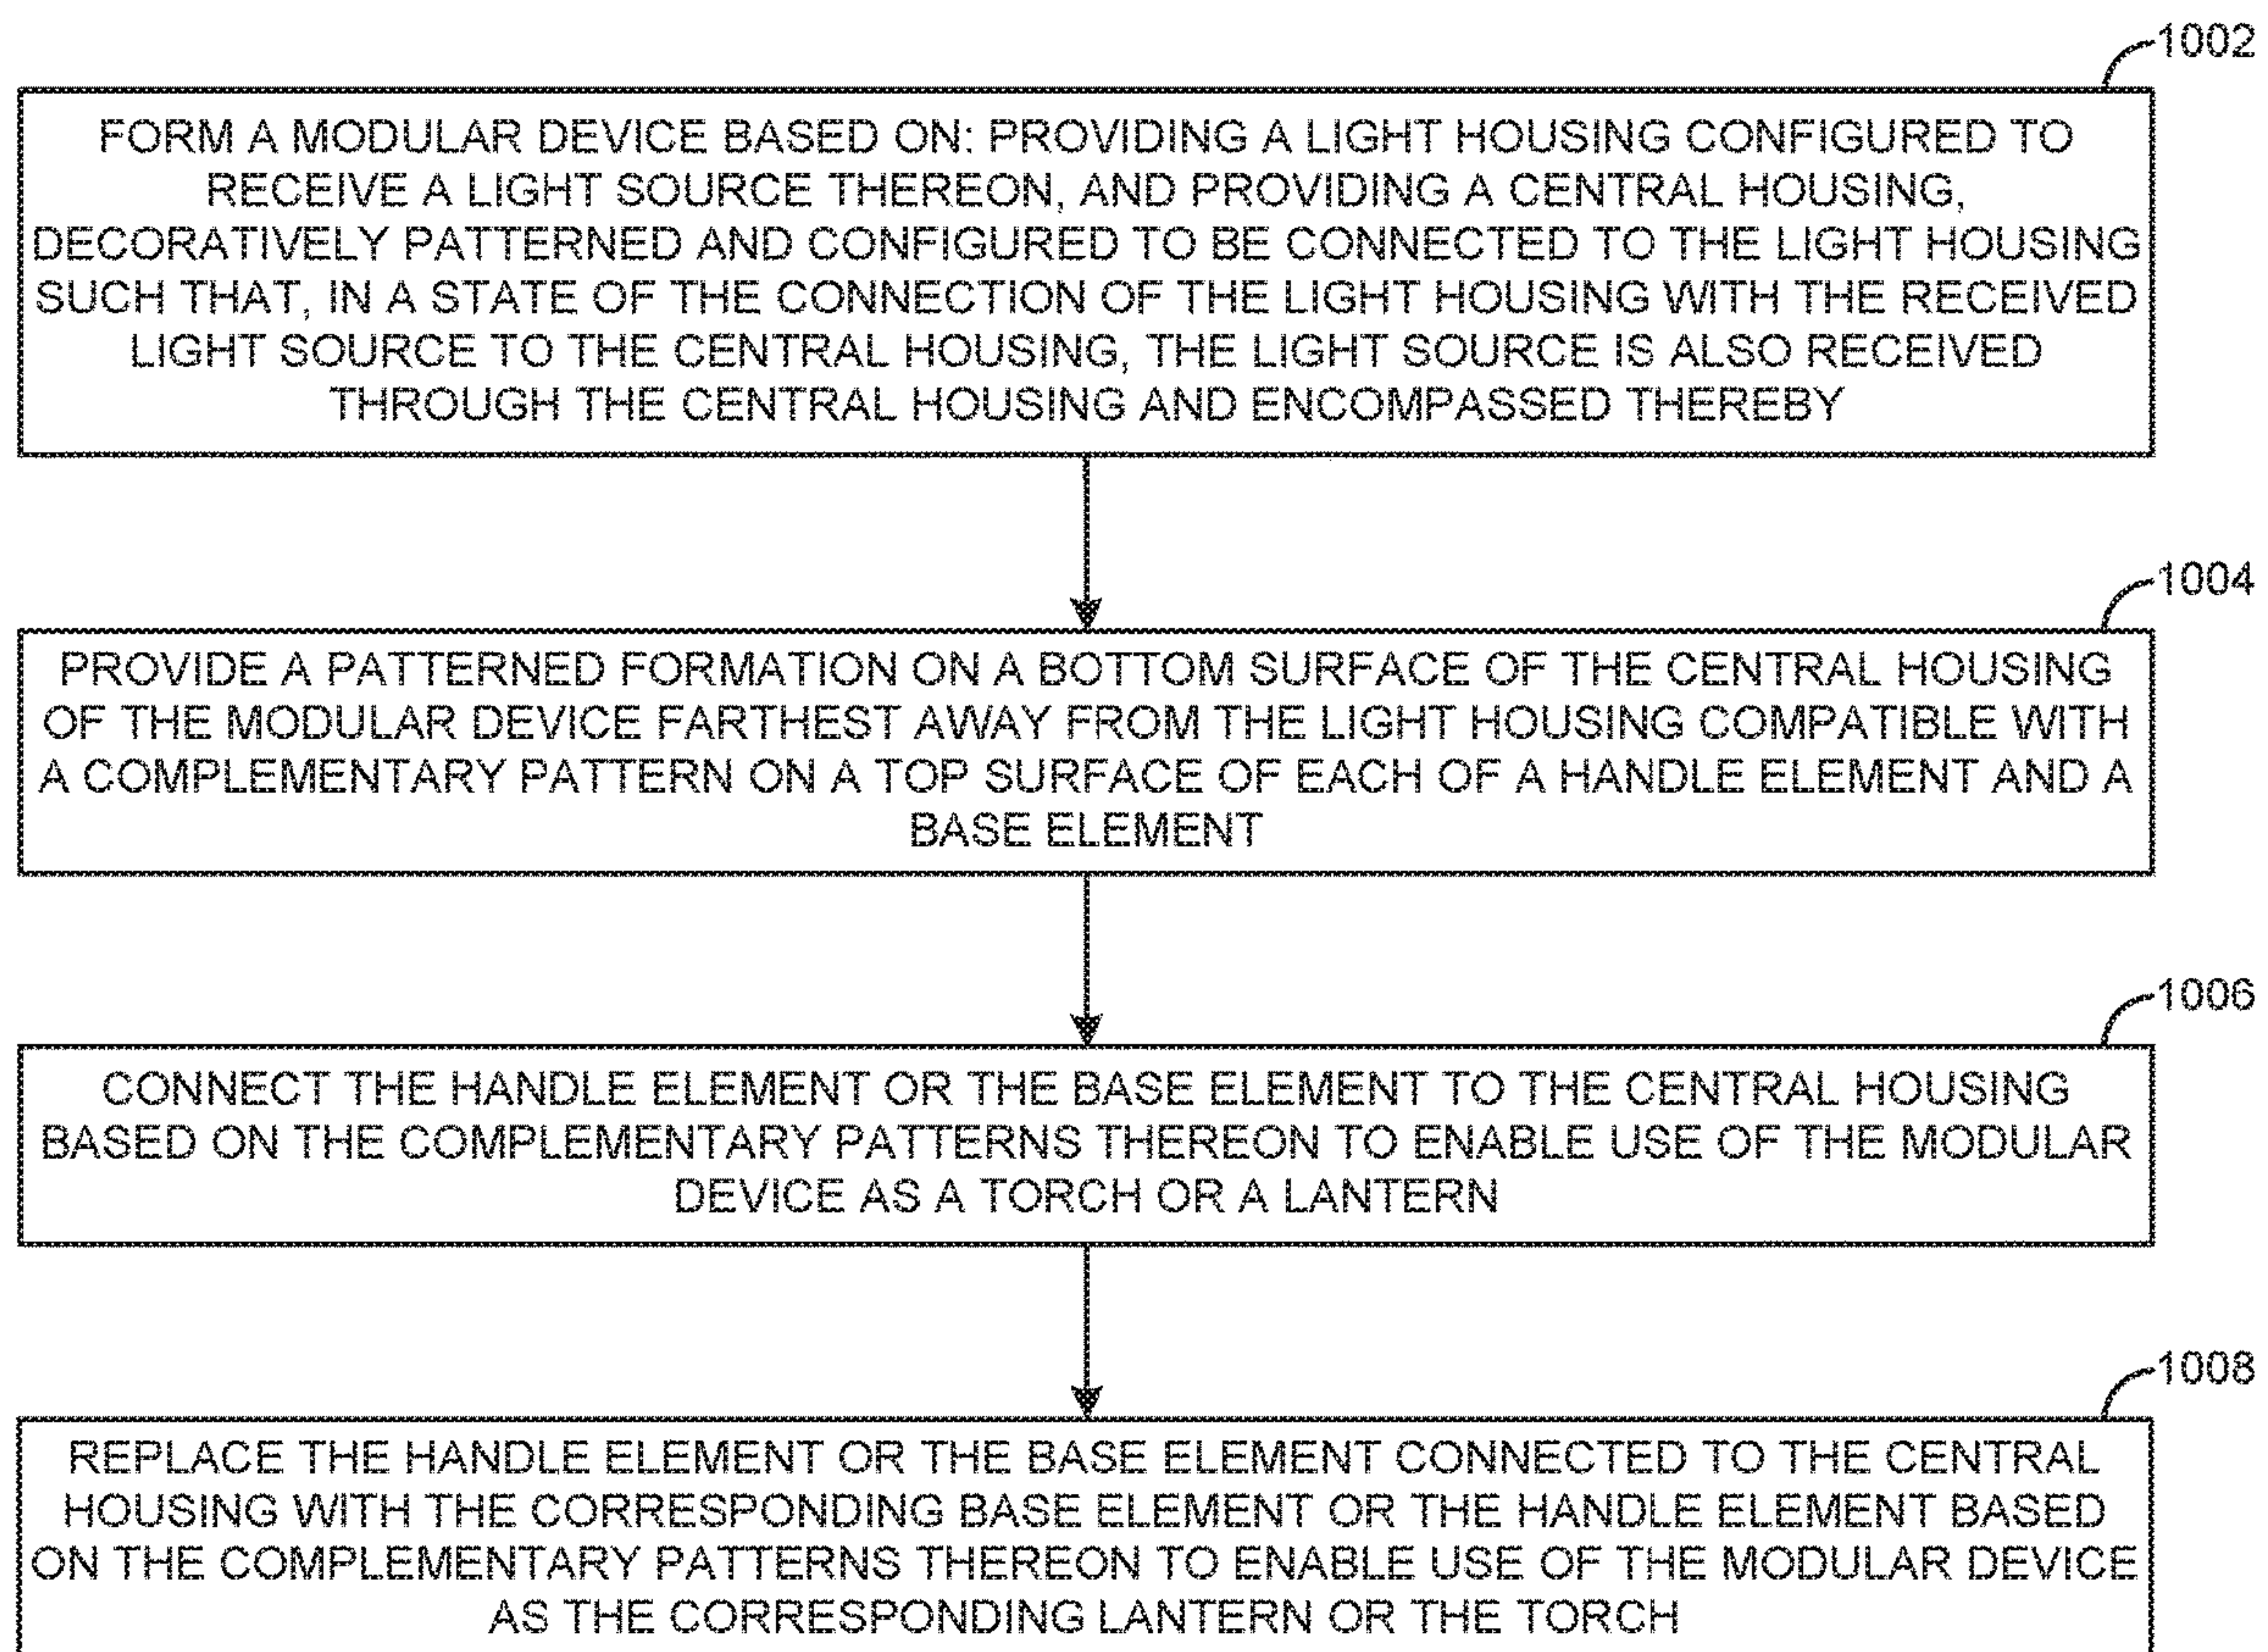 1002
FORM A MODULAR DEVICE BASED ON: PROVIDING A LIGHT HOUSING CONFIGURED TO
RECEIVE A LIGHT SOURCE THEREON, AND PROVIDING A CENTRAL HOUSING,
DECORATIVELY PATTERNED AND CONFIGURED TO BE CONNECTED TO THE LIGHT HOUSING
SUCH THAT, IN A STATE OF THE CONNECTION OF THE LIGHT HOUSING WITH THE RECEIVED
LIGHT SOURCE TO THE CENTRAL HOUSING, THE LIGHT SOURCE IS ALSO RECEIVED
THROUGH THE CENTRAL HOUSING AND ENCOMPASSED THEREBY
1004
PROVIDE A PATTERNED FORMATION ON A BOTTOM SURFACE OF THE CENTRAL HOUSING
OF THE MODULAR DEVICE FARTHEST AWAY FROM THE LIGHT HOUSING COMPATIBLE WITH
A COMPLEMENTARY PATTERN ON A TOP SURFACE OF EACH OF A HANDLE ELEMENT AND A
BASE ELEMENT
1006
CONNECT THE HANDLE ELEMENT OR THE BASE ELEMENT TO THE CENTRAL HOUSING
BASED ON THE COMPLEMENTARY PATTERNS THEREON TO ENABLE USE OF THE MODULAR
DEVICE AS A TORCH OR A LANTERN
1008
REPLACE THE HANDLE ELEMENT OR THE BASE ELEMENT CONNECTED TO THE CENTRAL
HOUSING WITH THE CORRESPONDING BASE ELEMENT OR THE HANDLE ELEMENT BASED
ON THE COMPLEMENTARY PATTERNS THEREON TO ENABLE USE OF THE MODULAR DEVICE
AS THE CORRESPONDING LANTERN OR THE TORCH